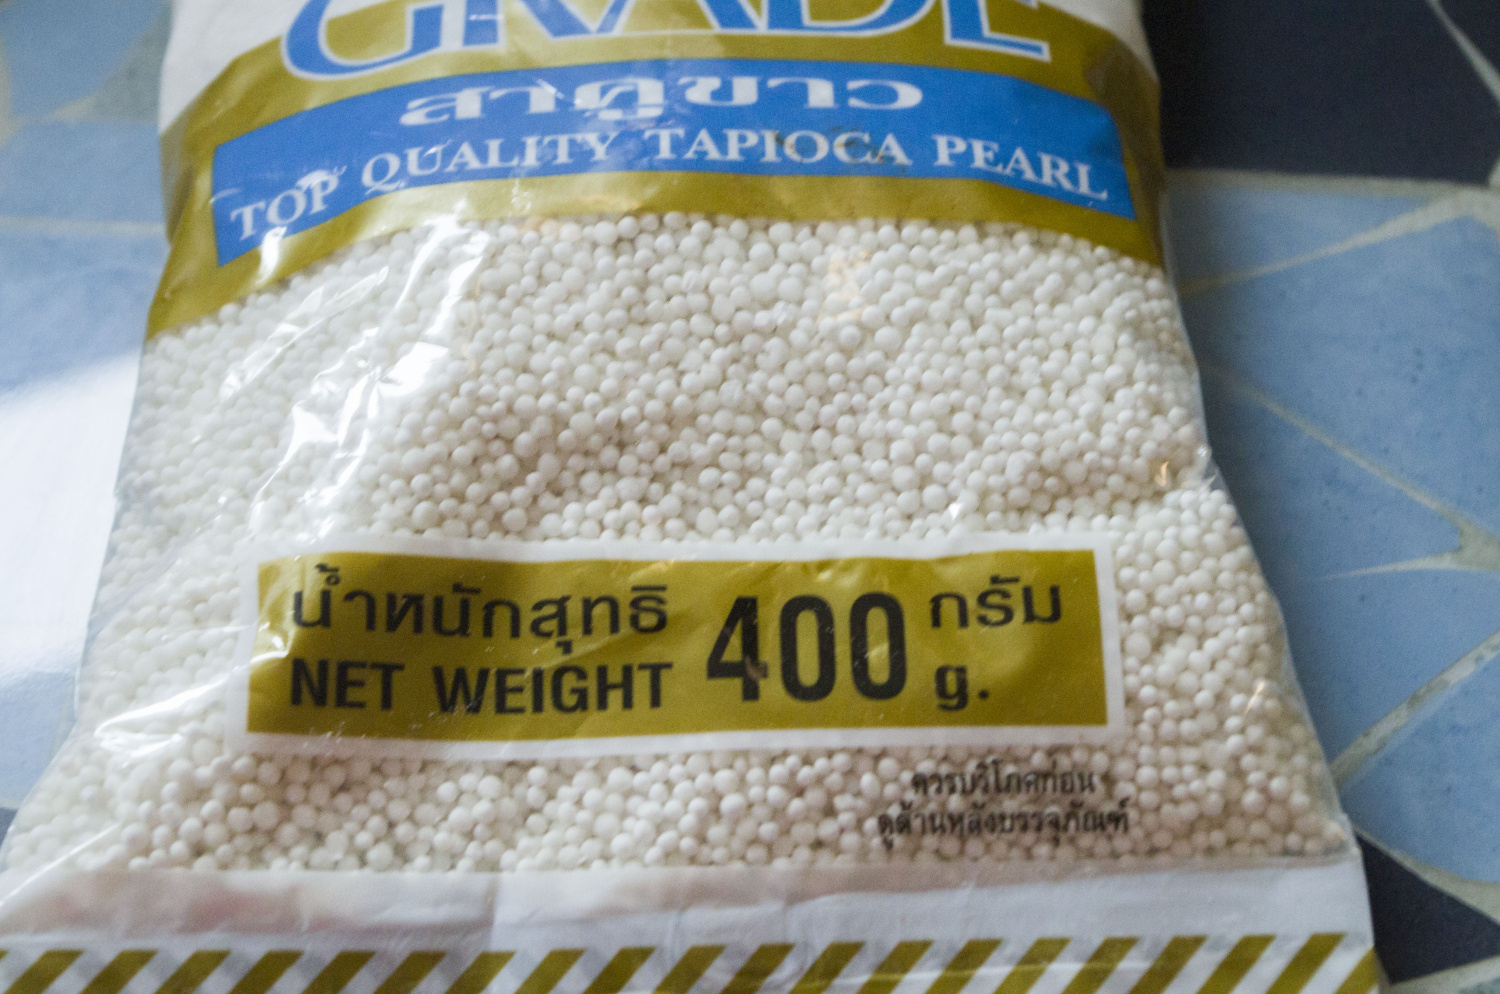 GRADE
สาคูขาว
TOP QUALITY TAPIOCA PEARL
น้ำหนักสุทธิ 400 กรัม
NET WEIGHT g.
ควรบริโภคก่อน
ดูด้านหลังบรรจุภัณฑ์